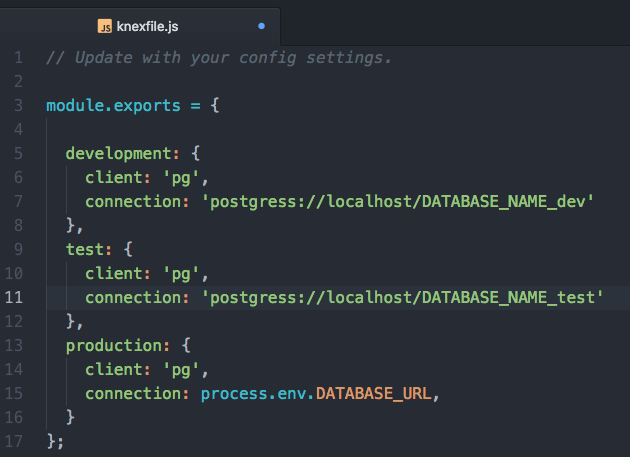 JS knexfile.js
1 // Update with your config settings.
2
3 module.exports = {
4
5   development: {
6     client: 'pg',
7     connection: 'postgress://localhost/DATABASE_NAME_dev'
8   },
9   test: {
10     client: 'pg',
11     connection: 'postgress://localhost/DATABASE_NAME_test'
12   },
13   production: {
14     client: 'pg',
15     connection: process.env.DATABASE_URL,
16   }
17 };